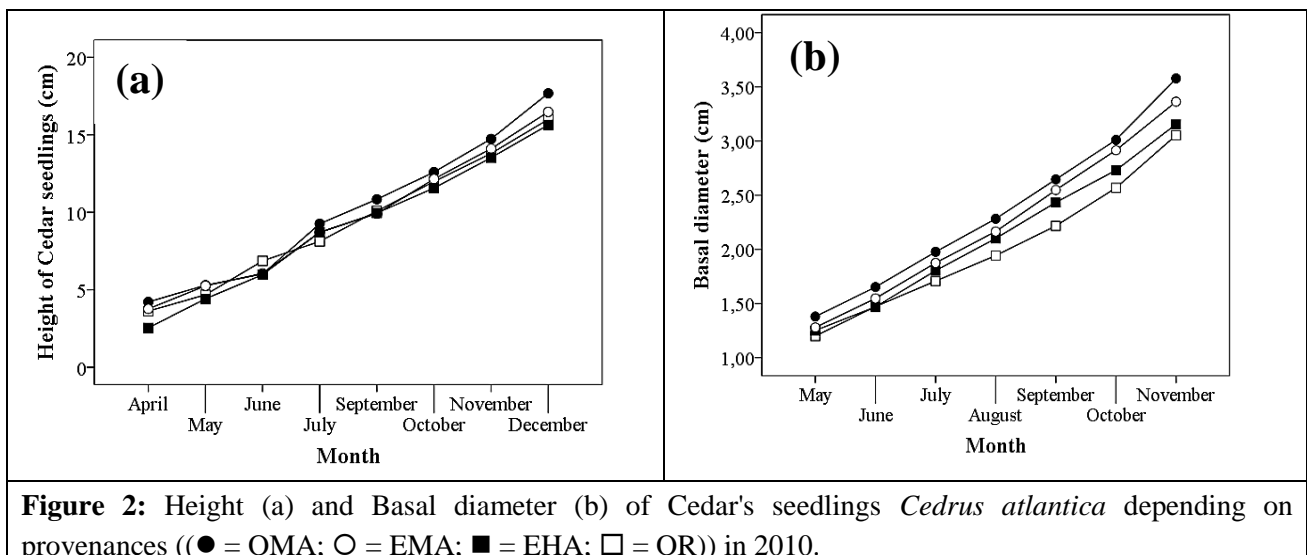 (a)
Height of Cedar seedlings (cm)
20
15
10
5
0
April
May
June
July
September
October
November
December
Month
(b)
Basal diameter (cm)
4,00
3,50
3,00
2,50
2,00
1,50
1,00
May
June
July
August
September
October
November
Month
Figure 2: Height (a) and Basal diameter (b) of Cedar's seedlings Cedrus atlantica depending on
provenances ((● = OMA; ○ = EMA; ■ = EHA; □ = OR)) in 2010.